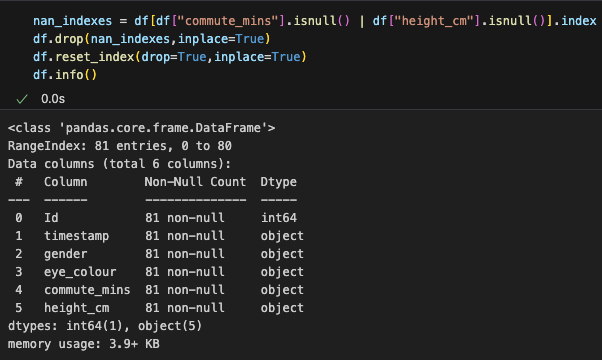 nan_indexes = df[df["commute_mins"].isnull() | df["height_cm"].isnull()].index
df.drop(nan_indexes,inplace=True)
df.reset_index(drop=True,inplace=True)
df.info()
✓ 0.0s
<class 'pandas.core.frame.DataFrame'>
RangeIndex: 81 entries, 0 to 80
Data columns (total 6 columns):
 #   Column        Non-Null Count  Dtype
---  ------        --------------  -----
 0   Id            81 non-null     int64
 1   timestamp     81 non-null     object
 2   gender        81 non-null     object
 3   eye_colour    81 non-null     object
 4   commute_mins  81 non-null     object
 5   height_cm     81 non-null     object
dtypes: int64(1), object(5)
memory usage: 3.9+ KB